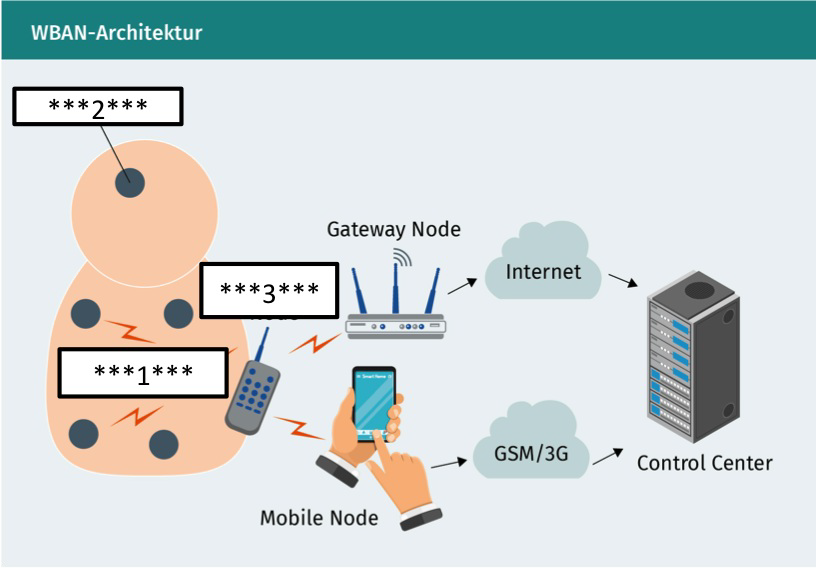 WBAN-Architektur
***2***
Gateway Node
***3***
Internet
***1***
GSM/3G
Control Center
Mobile Node